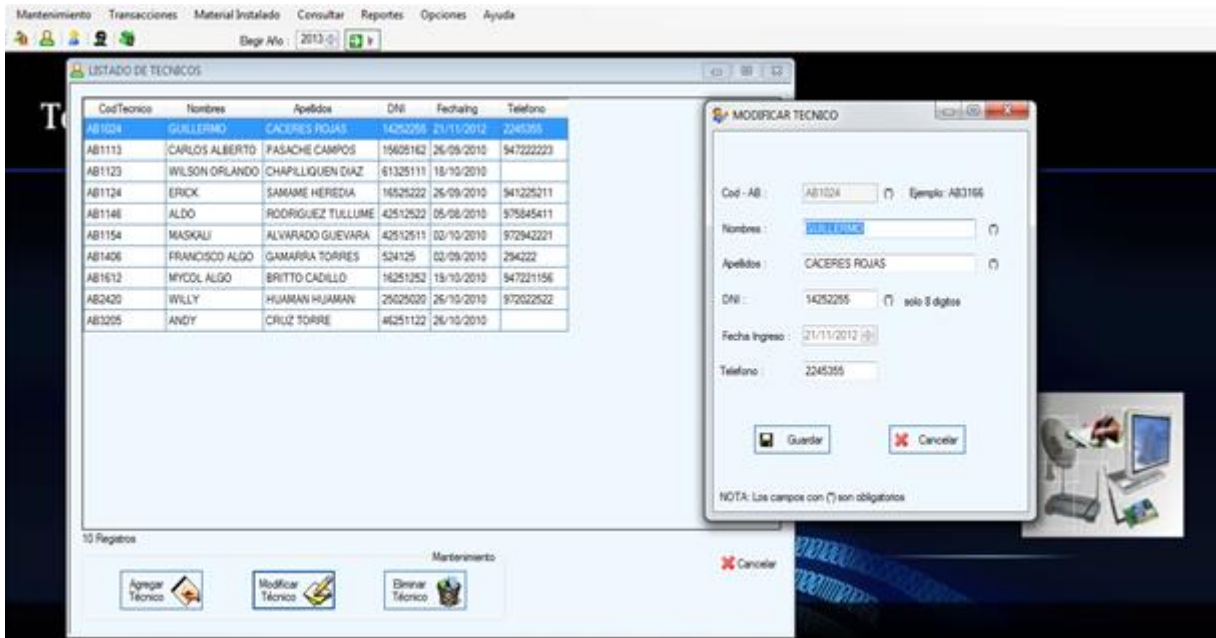 Mantenimiento Transacciones Material Instalado Consultar Reportes Opciones Ayuda
Elegir Año : 2013
LISTADO DE TECNICOS
CodTecnico Nombres Apellidos DNI FechaIng Telefono
AB1024 GUILLERMO CACERES ROJAS 14252255 21/11/2012 2245355
AB1113 CARLOS ALBERTO PASACHE CAMPOS 15605162 26/09/2010 947222223
AB1123 WILSON ORLANDO CHAPILLIQUEN DIAZ 61325111 18/10/2010
AB1124 ERICK SAMAME HEREDIA 16525222 26/09/2010 941225211
AB1146 ALDO RODRIGUEZ TULLUME 42512522 05/08/2010 975845411
AB1154 MASKALI ALVARADO GUEVARA 42512511 02/10/2010 972942221
AB1406 FRANCISCO ALGO GAMARRA TORRES 524125 02/09/2010 294222
AB1612 MYCOL ALGO BRITTO CADILLO 16251252 19/10/2010 947221156
AB2420 WILLY HUAMAN HUAMAN 25025020 26/10/2010 972022522
AB3205 ANDY CRUZ TORRE 46251122 26/10/2010
10 Registros
Mantenimiento
Agregar Técnico
Modificar Técnico
Eliminar Técnico
Cancelar
MODIFICAR TECNICO
Cod - AB : AB1024 (*) Ejemplo: AB3166
Nombres : GUILLERMO (*)
Apellidos : CACERES ROJAS (*)
DNI : 14252255 (*) solo 8 digitos
Fecha Ingreso : 21/11/2012
Telefono : 2245355
Guardar
Cancelar
NOTA: Los campos con (*) son obligatorios